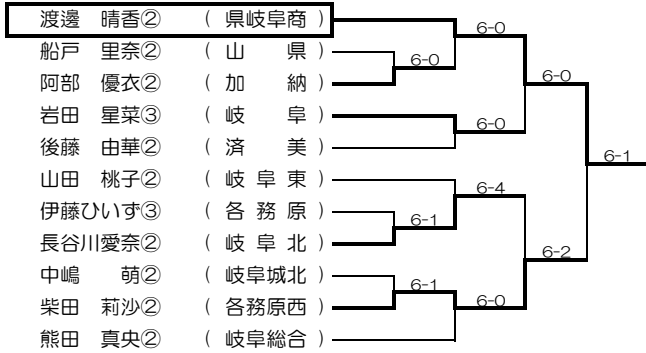 渡邊　晴香②　（ 県岐阜商 ）
6-0
船戸　里奈②　（ 山　　県 ）
6-0
6-0
阿部　優衣②　（ 加　　納 ）
岩田　星菜③　（ 岐　　阜 ）
6-0
後藤　由華②　（ 済　　美 ）
6-1
山田　桃子②　（ 岐 阜 東 ）
6-4
伊藤ひいず③　（ 各 務 原 ）
6-1
長谷川愛奈②　（ 岐 阜 北 ）
6-2
中嶋　　萌②　（ 岐阜城北 ）
6-1
柴田　莉沙②　（ 各務原西 ）
6-0
熊田　真央②　（ 岐阜総合 ）